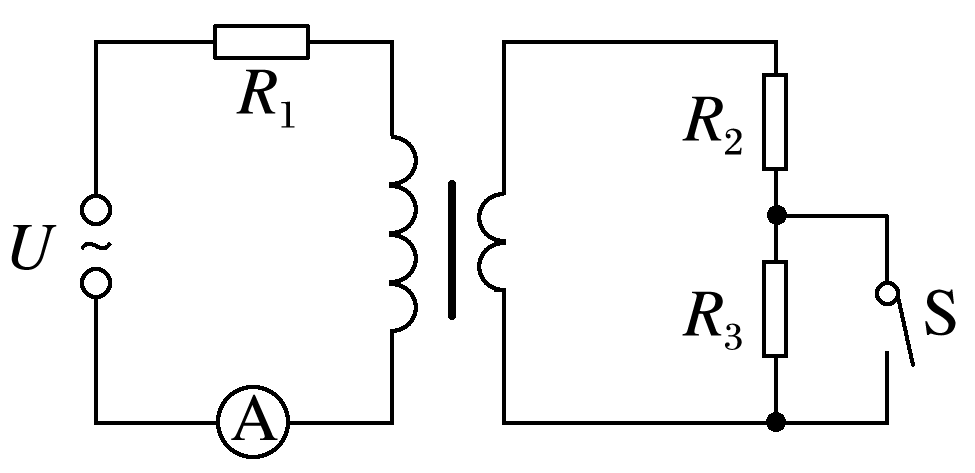 R₁
R₂
U
~
R₃
S
A